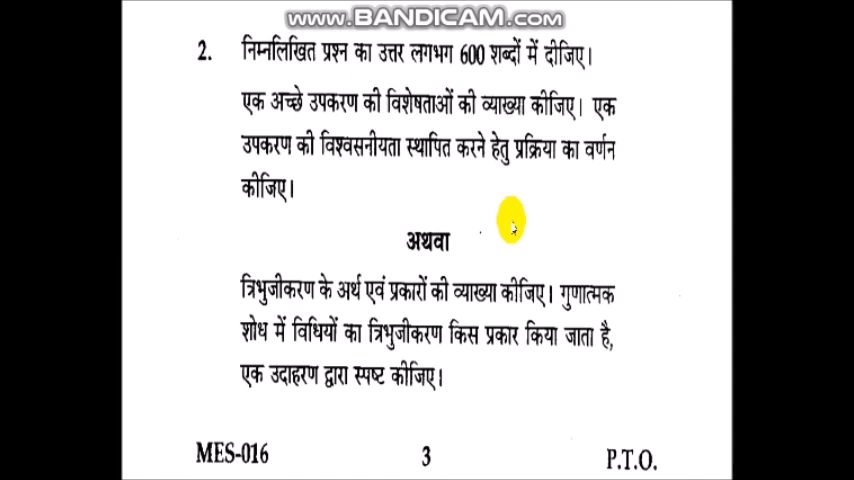 WWW.BANDICAM.COM
2. निम्नलिखित प्रश्न का उत्तर लगभग 600 शब्दों में दीजिए।
एक अच्छे उपकरण की विशेषताओं की व्याख्या कीजिए। एक
उपकरण की विश्वसनीयता स्थापित करने हेतु प्रक्रिया का वर्णन
कीजिए।
अथवा
त्रिभुजीकरण के अर्थ एवं प्रकारों की व्याख्या कीजिए। गुणात्मक
शोध में विधियों का त्रिभुजीकरण किस प्रकार किया जाता है,
एक उदाहरण द्वारा स्पष्ट कीजिए।
MES-016 3 P.T.O.